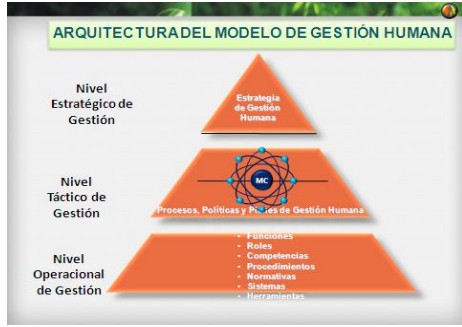 ARQUITECTURA DEL MODELO DE GESTIÓN HUMANA
Nivel
Estratégico de
Gestión
Estrategia
de Gestión
Humana
Nivel
Táctico de
Gestión
MC
Procesos, Políticas y Planes de Gestión Humana
Nivel
Operacional
de Gestión
- Funciones
- Roles
- Competencias
- Procedimientos
- Normativas
- Sistemas
- Herramientas